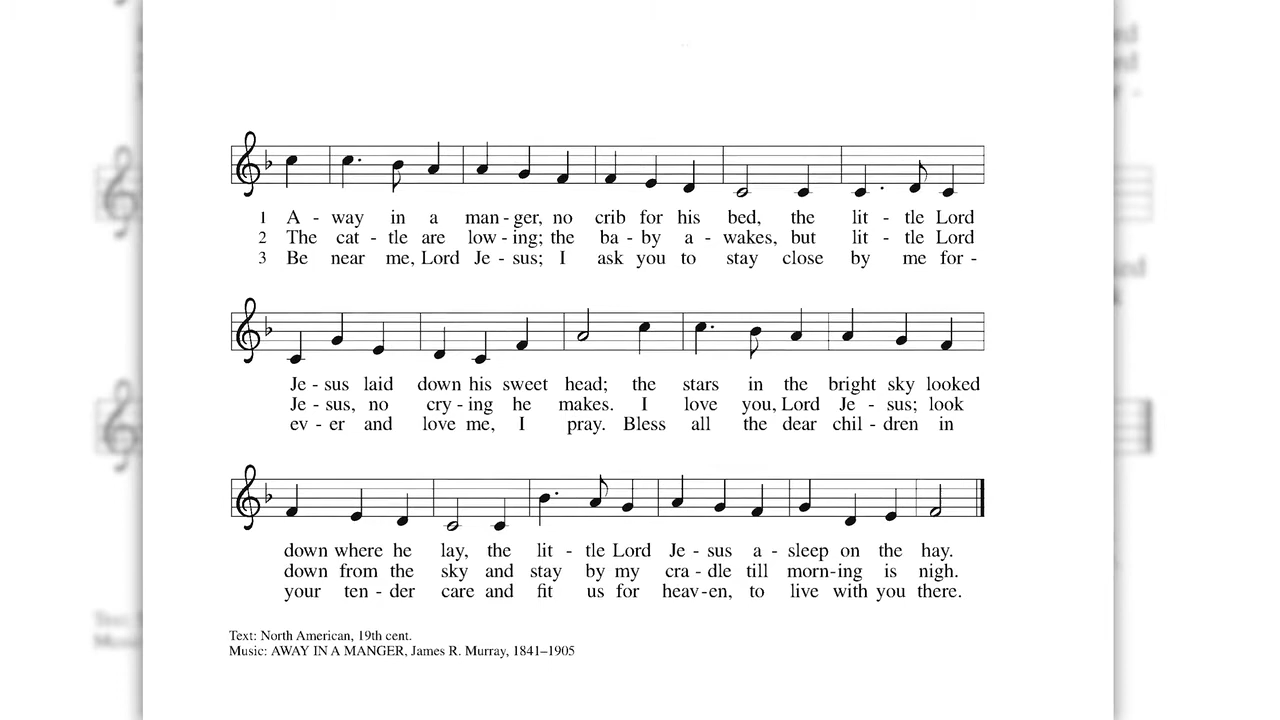 1 A - way in a man - ger, no crib for his bed, the lit - tle Lord
2 The cat - tle are low - ing; the ba - by a - wakes, but lit - tle Lord
3 Be near me, Lord Je - sus; I ask you to stay close by me for -
Je - sus laid down his sweet head; the stars in the bright sky looked
Je - sus, no cry - ing he makes. I love you, Lord Je - sus; look
ev - er and love me, I pray. Bless all the dear chil - dren in
down where he lay, the lit - tle Lord Je - sus a - sleep on the hay.
down from the sky and stay by my cra - dle till morn-ing is nigh.
your ten - der care and fit us for heav-en, to live with you there.
Text: North American, 19th cent.
Music: AWAY IN A MANGER, James R. Murray, 1841–1905